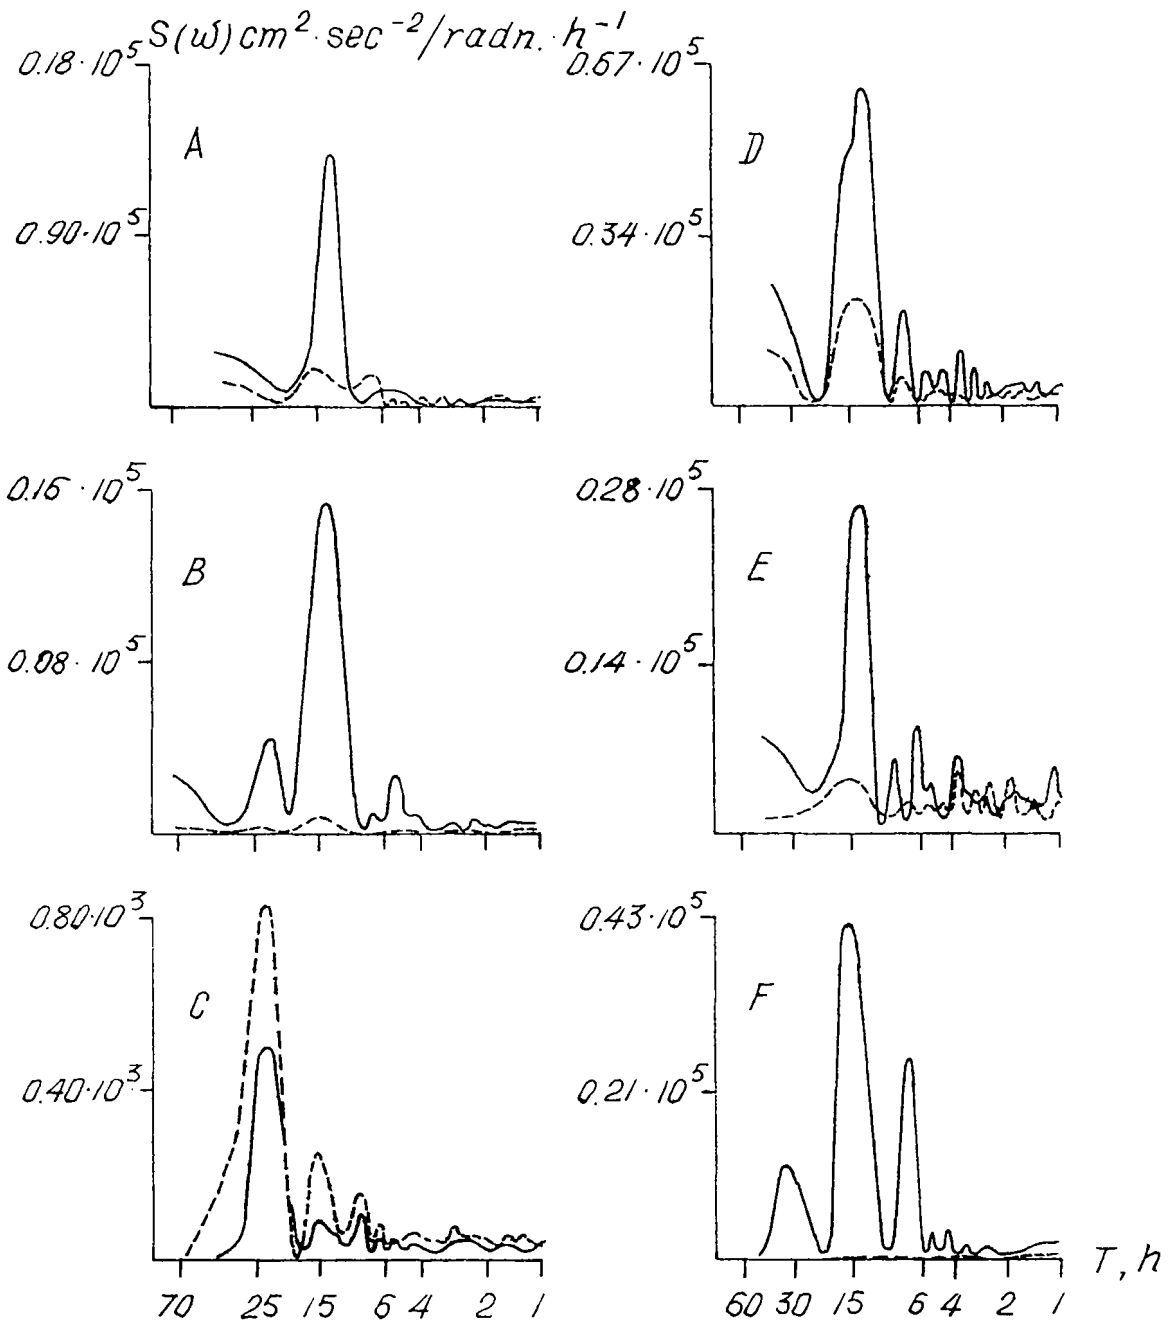 S(ω) cm² · sec⁻² / radn. · h⁻¹
0.18 · 10⁵
0.90 · 10⁵
A
0.67 · 10⁵
0.34 · 10⁵
D
0.16 · 10⁵
0.08 · 10⁵
B
0.28 · 10⁵
0.14 · 10⁵
E
0.80 · 10³
0.40 · 10³
C
0.43 · 10⁵
0.21 · 10⁵
F
70 25 15 6 4 2 1
60 30 15 6 4 2 1
T, h